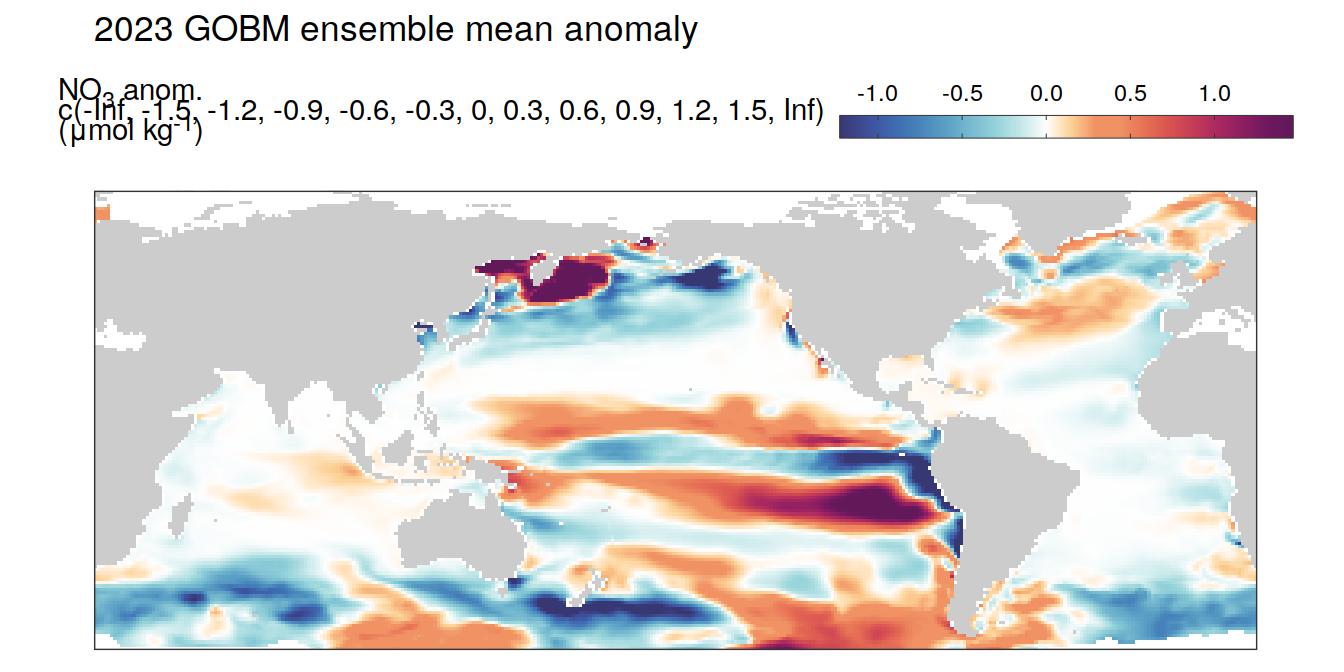 2023 GOBM ensemble mean anomaly
NO₃ anom.
c(-Inf, -1.5, -1.2, -0.9, -0.6, -0.3, 0, 0.3, 0.6, 0.9, 1.2, 1.5, Inf)
(μmol kg⁻¹)
-1.0 -0.5 0.0 0.5 1.0